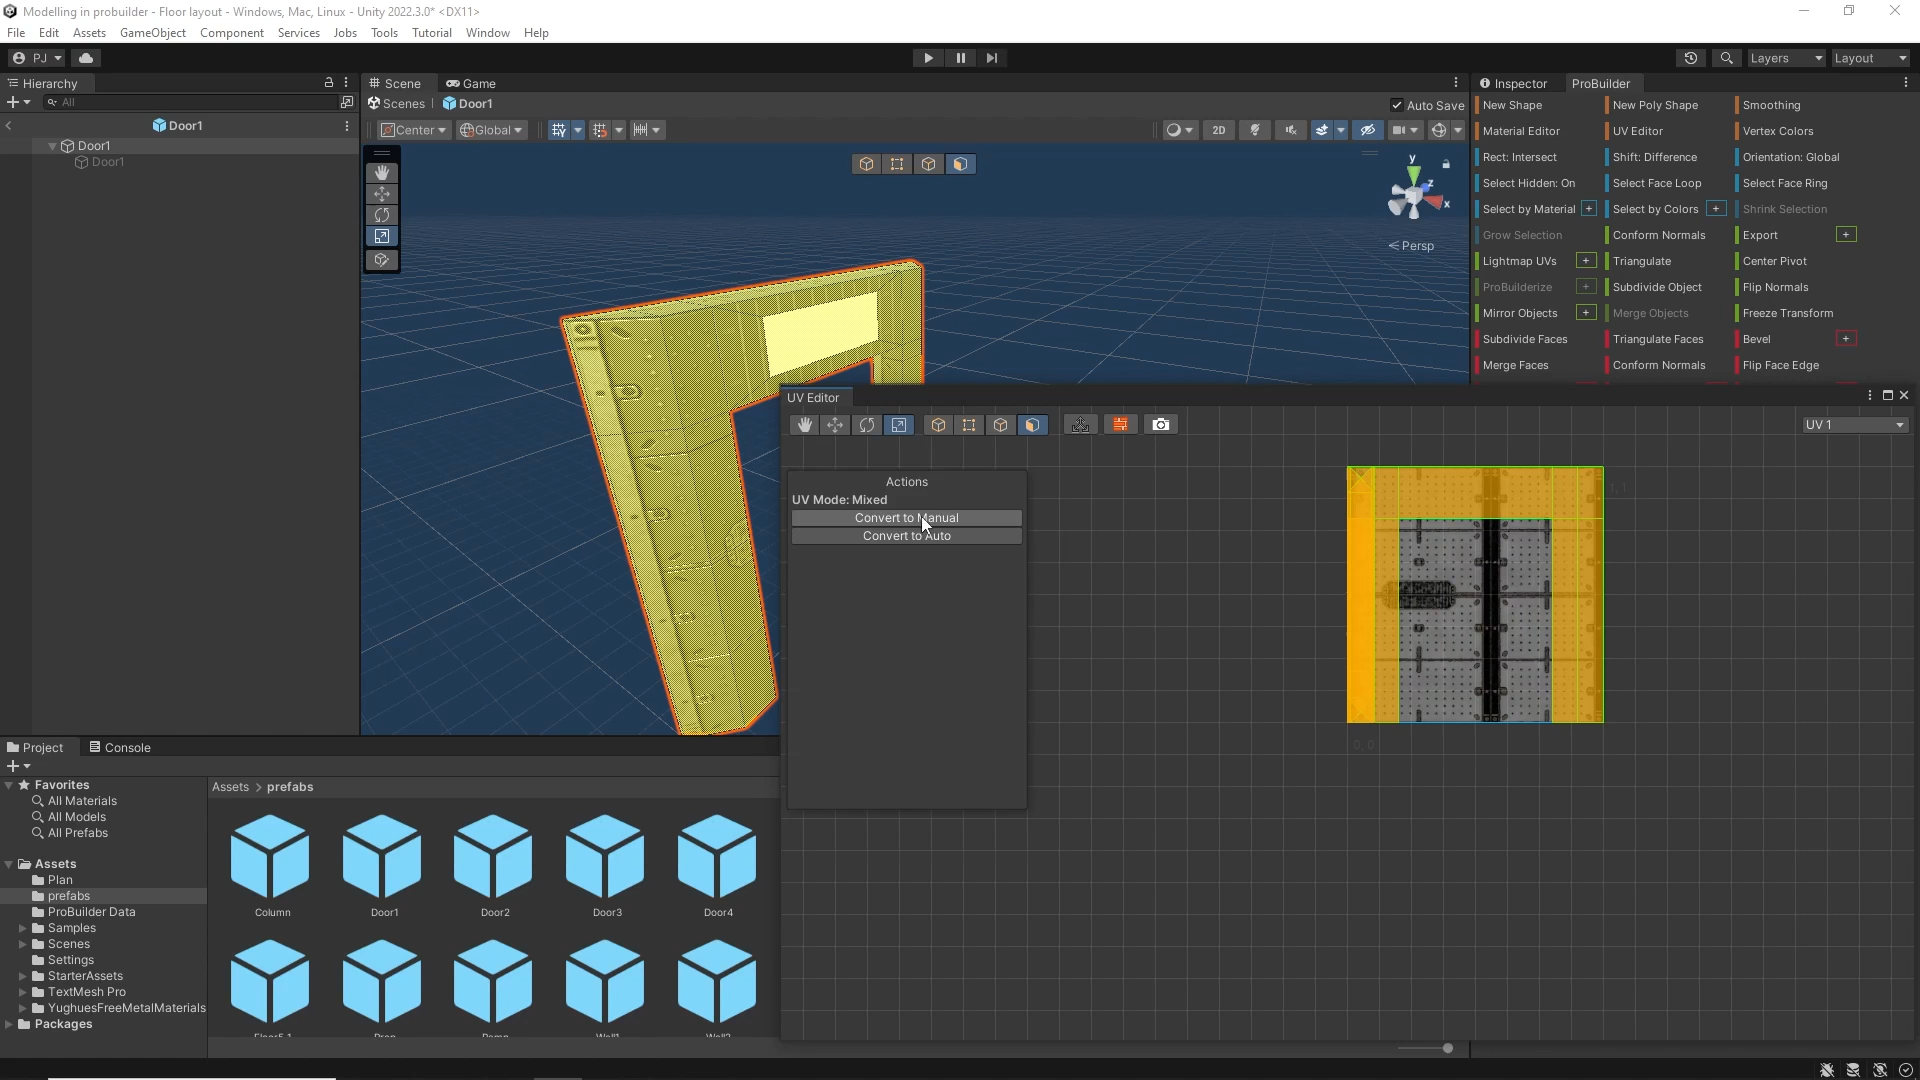 Modelling in probuilder - Floor layout - Windows, Mac, Linux - Unity 2022.3.0* <DX11>
File Edit Assets GameObject Component Services Jobs Tools Tutorial Window Help
PJ
Layers
Layout
Hierarchy
All
Door1
Door1
Door1
Scene
Game
Scenes
Door1
Auto Save
Center
Global
2D
y
z
x
Persp
Inspector
ProBuilder
New Shape
New Poly Shape
Smoothing
Material Editor
UV Editor
Vertex Colors
Rect: Intersect
Shift: Difference
Orientation: Global
Select Hidden: On
Select Face Loop
Select Face Ring
Select by Material +
Select by Colors +
Shrink Selection
Grow Selection
Conform Normals
Export +
Lightmap UVs +
Triangulate
Center Pivot
ProBuilderize +
Subdivide Object
Flip Normals
Mirror Objects +
Merge Objects
Freeze Transform
Subdivide Faces
Triangulate Faces
Bevel +
Merge Faces
Conform Normals
Flip Face Edge
UV Editor
UV 1
Actions
UV Mode: Mixed
Convert to Manual
Convert to Auto
1, 1
0, 0
Project
Console
Favorites
All Materials
All Models
All Prefabs
Assets
Plan
prefabs
ProBuilder Data
Samples
Scenes
Settings
StarterAssets
TextMesh Pro
YughuesFreeMetalMaterials
Packages
Assets > prefabs
Column
Door1
Door2
Door3
Door4
Wall1
Wall2